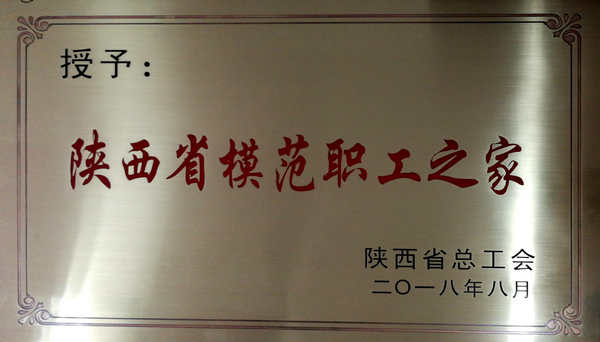 授予：
陕西省模范职工之家
陕西省总工会
二〇一八年八月